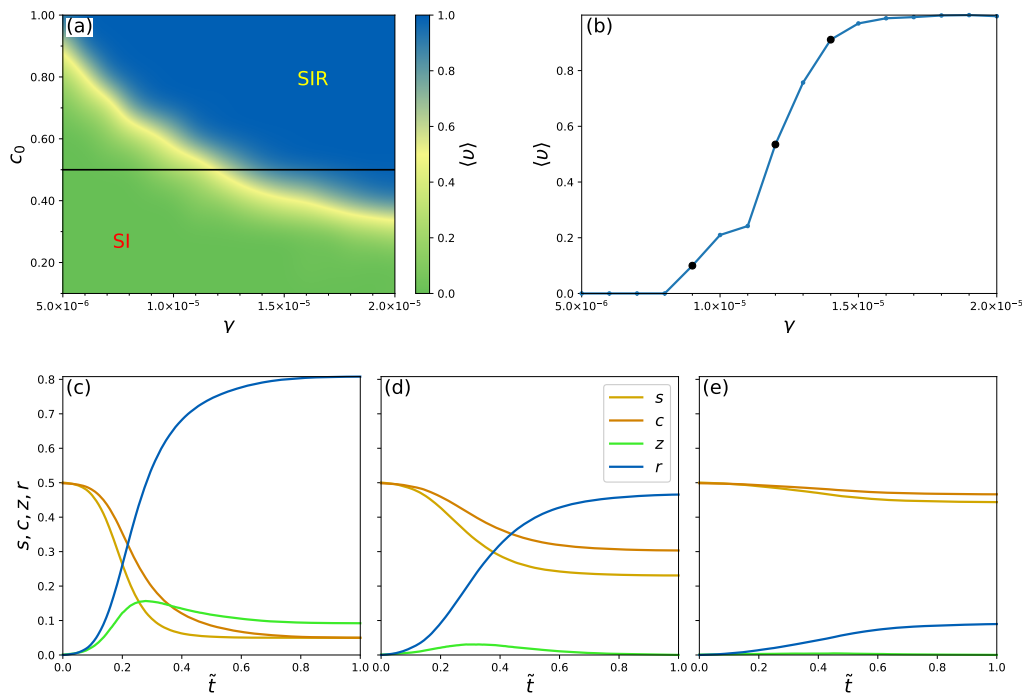 (a)
SIR
SI
1.00
0.80
0.60
0.40
0.20
c₀
5.0×10⁻⁶
1.0×10⁻⁵
1.5×10⁻⁵
2.0×10⁻⁵
γ
1.0
0.8
0.6
0.4
0.2
0.0
⟨υ⟩
(b)
0.8
0.6
0.4
0.2
0.0
⟨υ⟩
5.0×10⁻⁶
1.0×10⁻⁵
1.5×10⁻⁵
2.0×10⁻⁵
γ
(c)
0.8
0.7
0.6
0.5
0.4
0.3
0.2
0.1
0.0
s, c, z, r
0.0 0.2 0.4 0.6 0.8 1.0
t̃
(d)
s
c
z
r
0.0 0.2 0.4 0.6 0.8 1.0
t̃
(e)
0.0 0.2 0.4 0.6 0.8 1.0
t̃